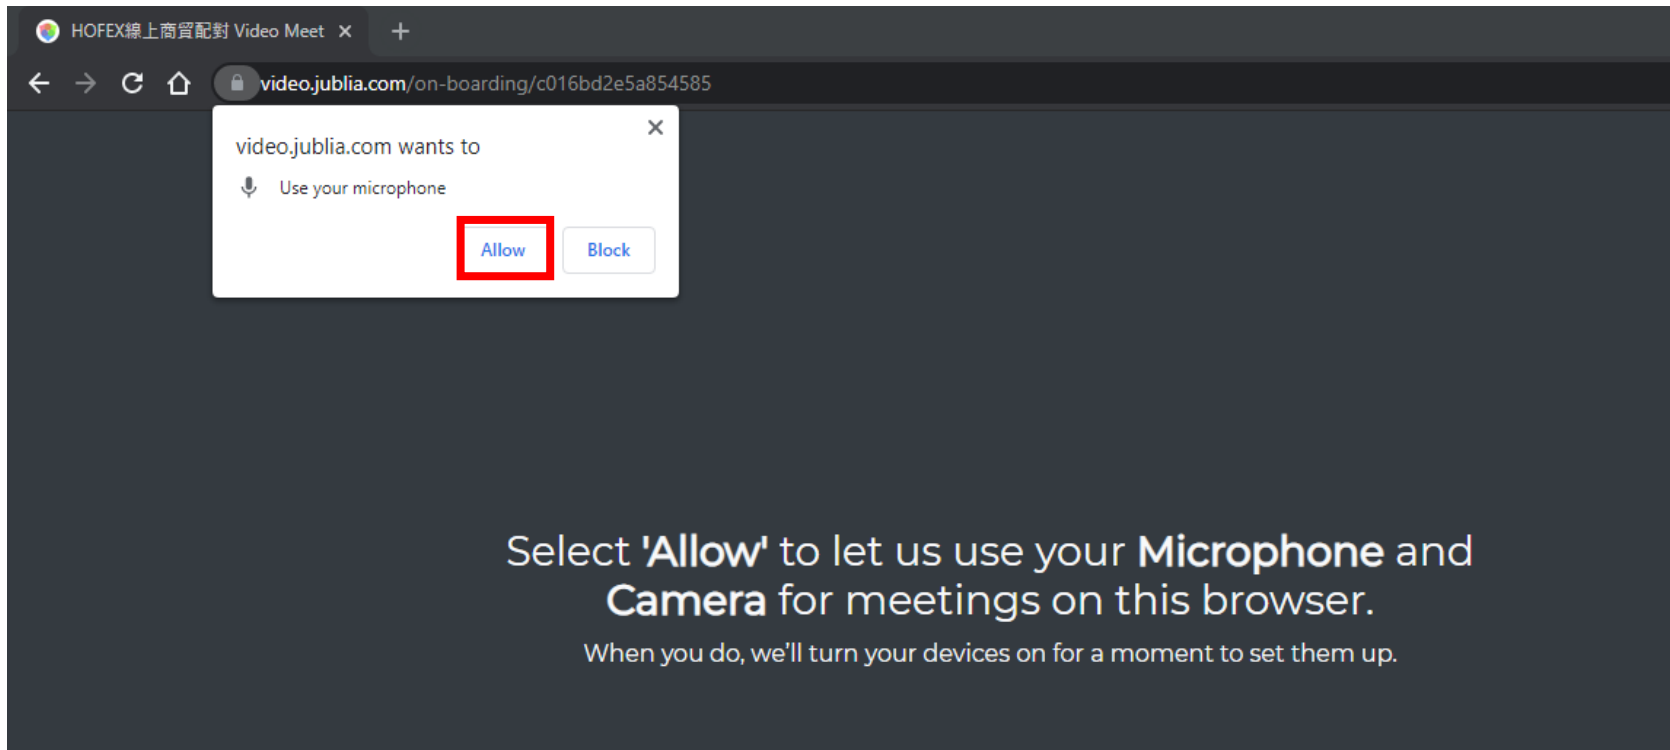 HOFEX線上商貿配對 Video Meet
video.jublia.com/on-boarding/c016bd2e5a854585
video.jublia.com wants to
Use your microphone
Allow
Block
Select 'Allow' to let us use your Microphone and
Camera for meetings on this browser.
When you do, we'll turn your devices on for a moment to set them up.